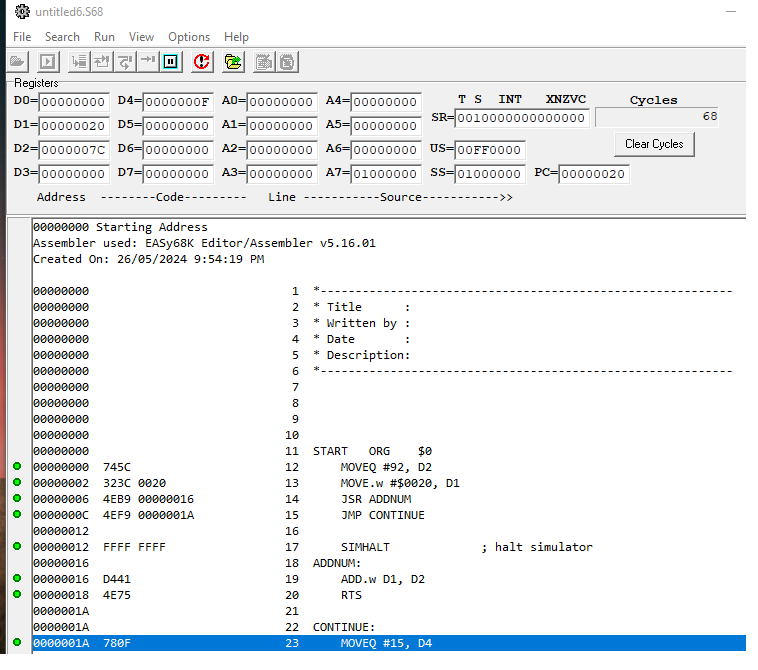 untitled6.S68
File Search Run View Options Help
Registers
D0= 00000000 D4= 0000000F A0= 00000000 A4= 00000000 T S INT XNZVC Cycles
D1= 00000020 D5= 00000000 A1= 00000000 A5= 00000000 SR= 0010000000000000 68
D2= 0000007C D6= 00000000 A2= 00000000 A6= 00000000 US= 00FF0000 Clear Cycles
D3= 00000000 D7= 00000000 A3= 00000000 A7= 01000000 SS= 01000000 PC= 00000020
Address --------Code--------- Line -----------Source----------->>
00000000 Starting Address
Assembler used: EASy68K Editor/Assembler v5.16.01
Created On: 26/05/2024 9:54:19 PM
00000000 1 *-----------------------------------------------------------
00000000 2 * Title :
00000000 3 * Written by :
00000000 4 * Date :
00000000 5 * Description:
00000000 6 *-----------------------------------------------------------
00000000 7
00000000 8
00000000 9
00000000 10
00000000 11 START ORG $0
00000000 745C 12 MOVEQ #92, D2
00000002 323C 0020 13 MOVE.w #$0020, D1
00000006 4EB9 00000016 14 JSR ADDNUM
0000000C 4EF9 0000001A 15 JMP CONTINUE
00000012 16
00000012 FFFF FFFF 17 SIMHALT ; halt simulator
00000016 18 ADDNUM:
00000016 D441 19 ADD.w D1, D2
00000018 4E75 20 RTS
0000001A 21
0000001A 22 CONTINUE:
0000001A 780F 23 MOVEQ #15, D4